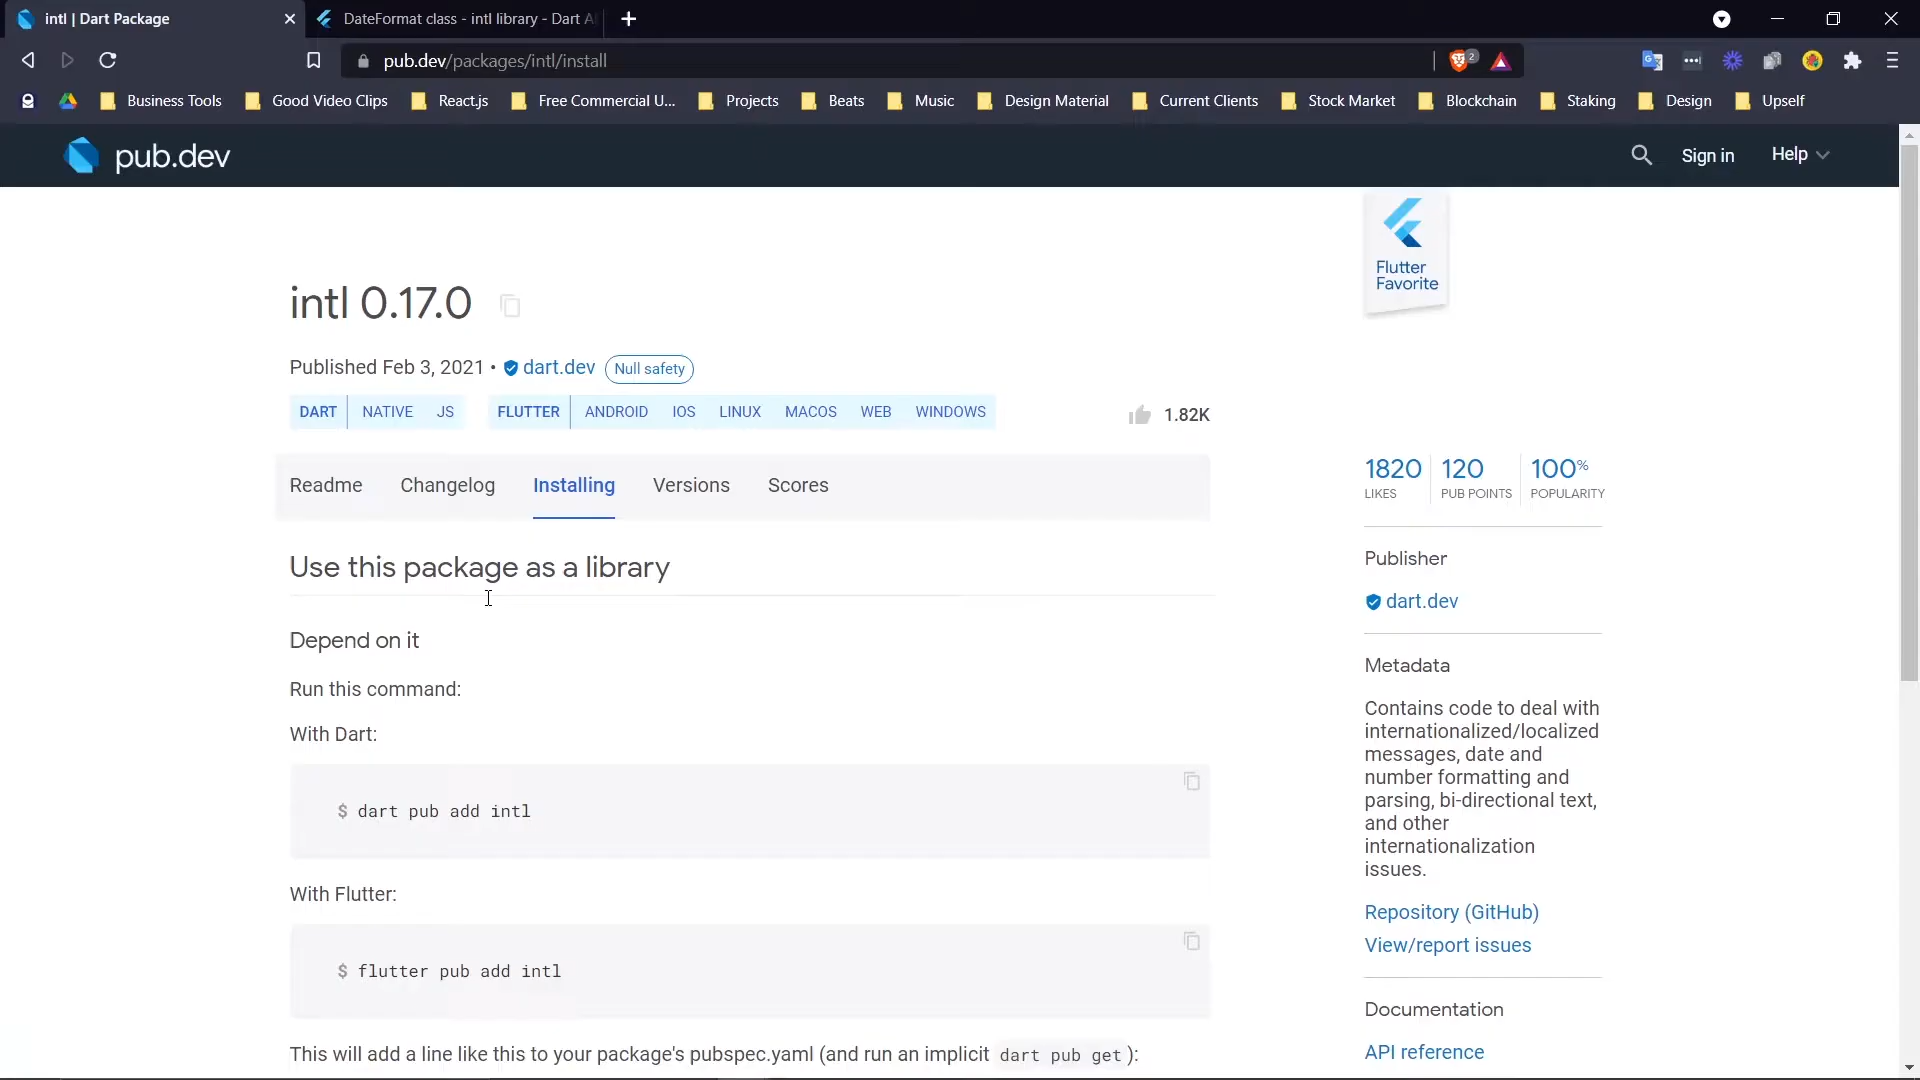 intl | Dart Package
DateFormat class - intl library - Dart A
pub.dev/packages/intl/install
2
Business Tools
Good Video Clips
React.js
Free Commercial U...
Projects
Beats
Music
Design Material
Current Clients
Stock Market
Blockchain
Staking
Design
Upself
pub.dev
Sign in
Help
Flutter
Favorite
intl 0.17.0
Published Feb 3, 2021 • dart.dev Null safety
DART NATIVE JS FLUTTER ANDROID IOS LINUX MACOS WEB WINDOWS
1.82K
Readme Changelog Installing Versions Scores
1820 120 100%
LIKES PUB POINTS POPULARITY
Use this package as a library
Depend on it
Run this command:
With Dart:
$ dart pub add intl
With Flutter:
$ flutter pub add intl
This will add a line like this to your package's pubspec.yaml (and run an implicit dart pub get ):
Publisher
dart.dev
Metadata
Contains code to deal with
internationalized/localized
messages, date and
number formatting and
parsing, bi-directional text,
and other
internationalization
issues.
Repository (GitHub)
View/report issues
Documentation
API reference